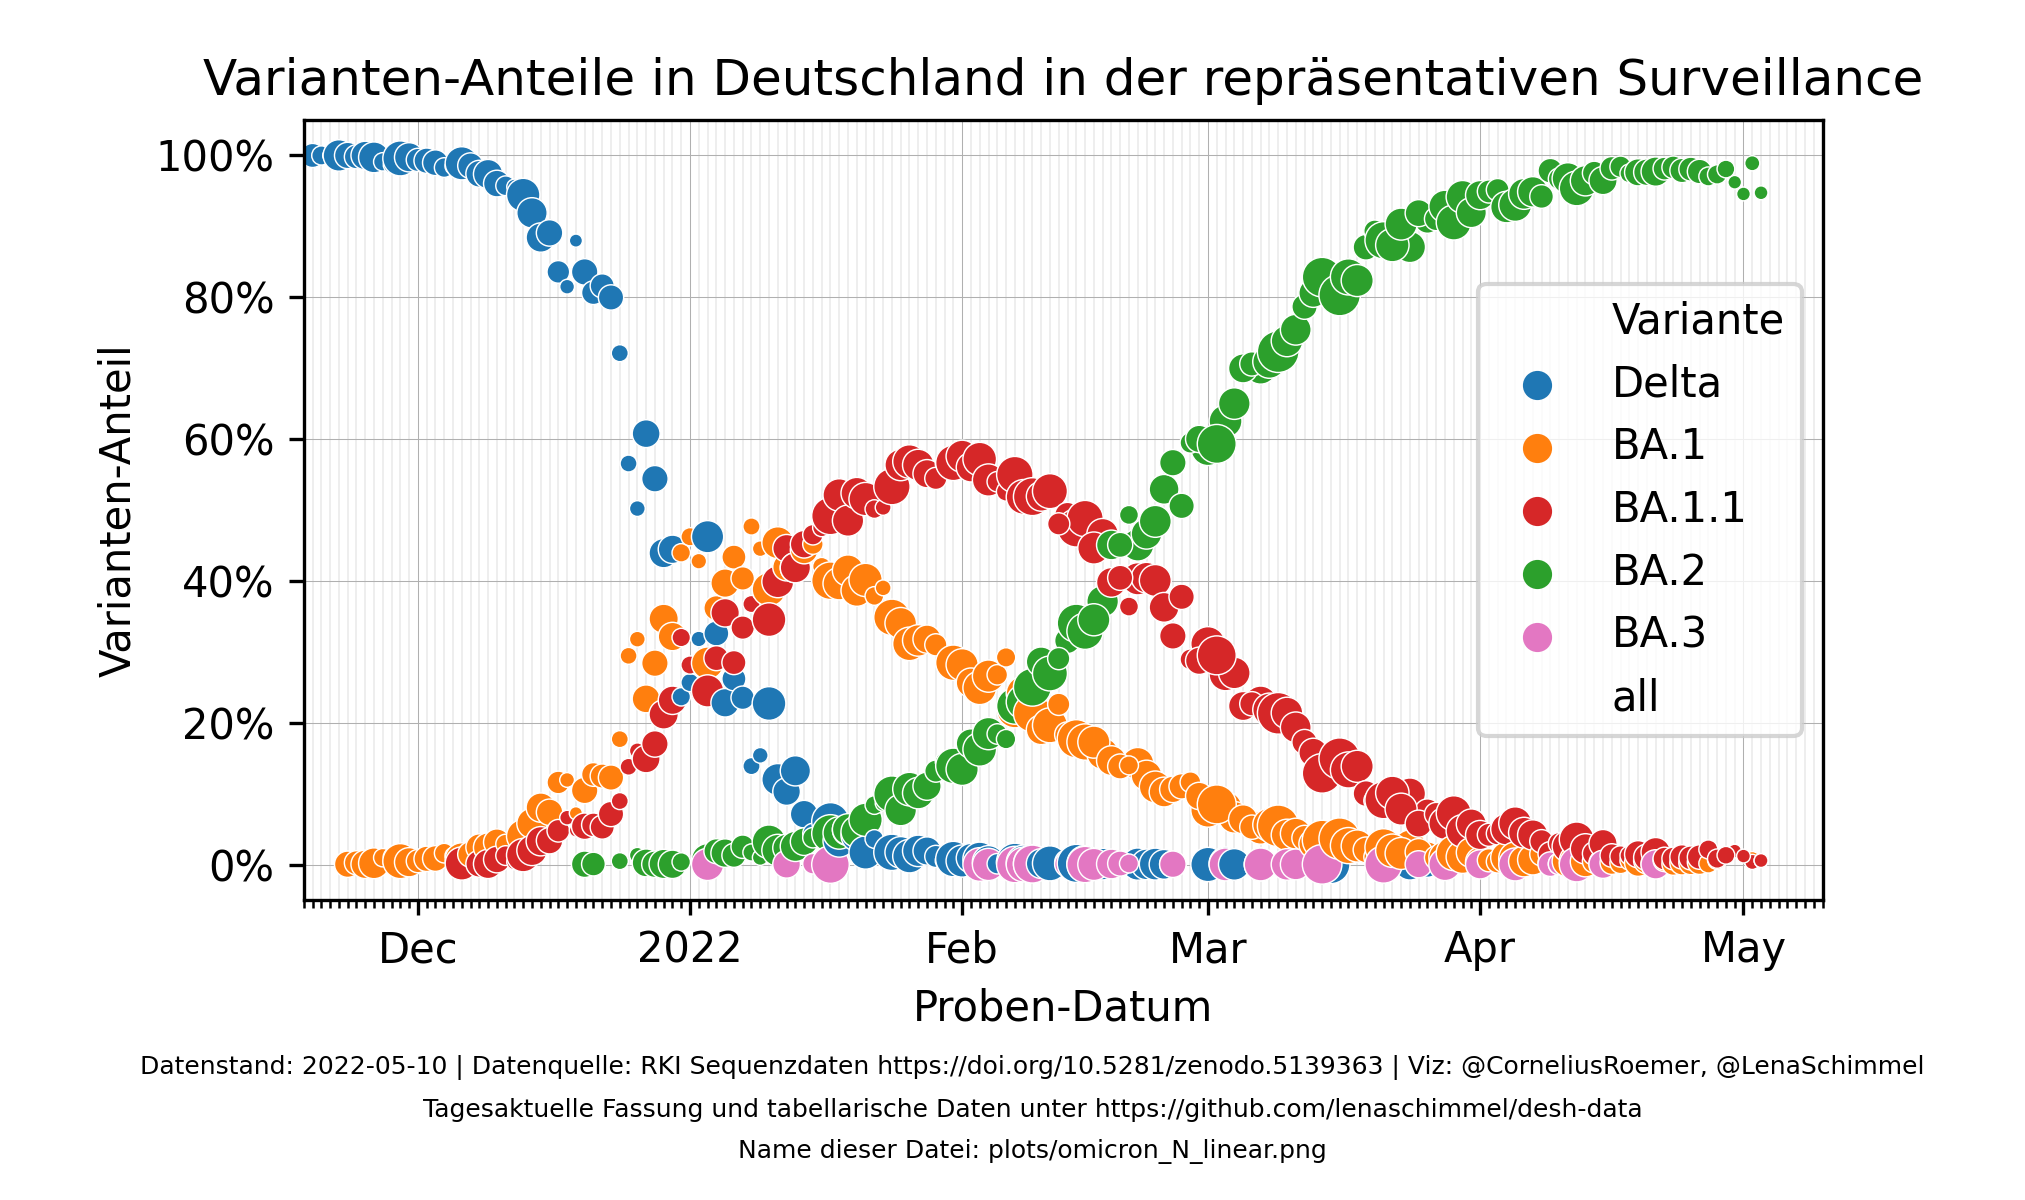 Varianten-Anteile in Deutschland in der repräsentativen Surveillance
Varianten-Anteil
100%
80%
60%
40%
20%
0%
Variante
Delta
BA.1
BA.1.1
BA.2
BA.3
all
Dec
2022
Feb
Mar
Apr
May
Proben-Datum
Datenstand: 2022-05-10 | Datenquelle: RKI Sequenzdaten https://doi.org/10.5281/zenodo.5139363 | Viz: @CorneliusRoemer, @LenaSchimmel
Tagesaktuelle Fassung und tabellarische Daten unter https://github.com/lenaschimmel/desh-data
Name dieser Datei: plots/omicron_N_linear.png